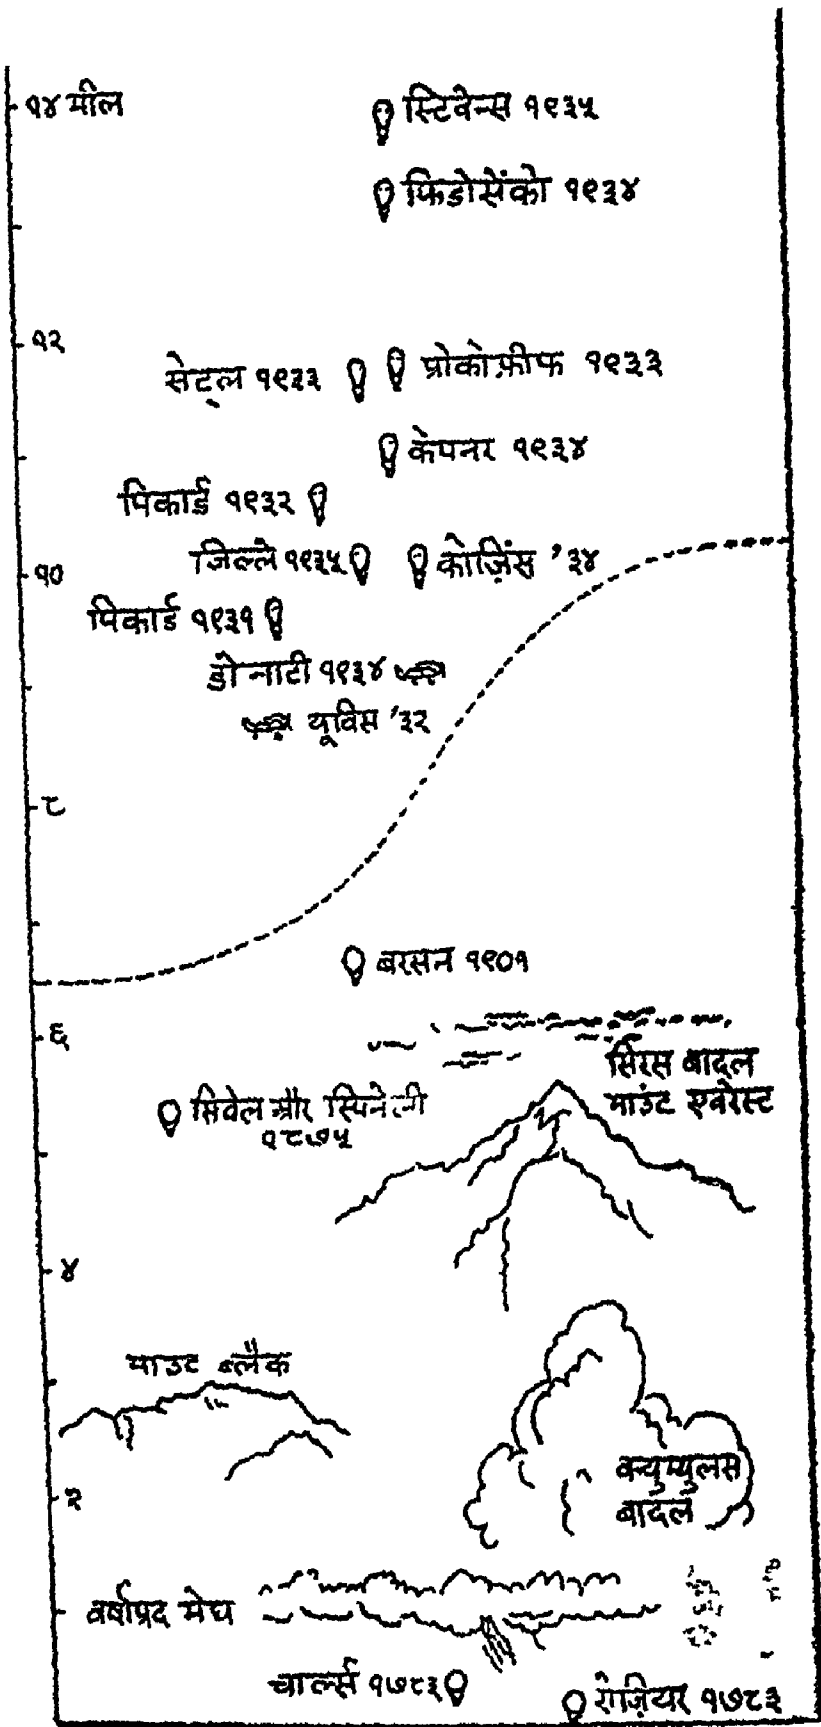 १४ मील
स्टिवेन्स १९३५
फिडोसेंको १९३४
१२
सेट्ल १९३३
प्रोकोफ़ीफ १९३३
केपनर १९३४
पिकार्ड १९३२
जिल्ले १९३५
कोज़िंस '३४
१०
पिकार्ड १९३१
डोनाटी १९३४
यूविस '३२
८
बरसन १९०१
६
सिरस बादल
माउंट एवरेस्ट
सिवेल और स्पिनेली
१८७५
४
माउट ब्लैंक
क्युम्युलस
बादल
२
वर्षाप्रद मेघ
चार्ल्स १७८३
रोज़ियर १७८३